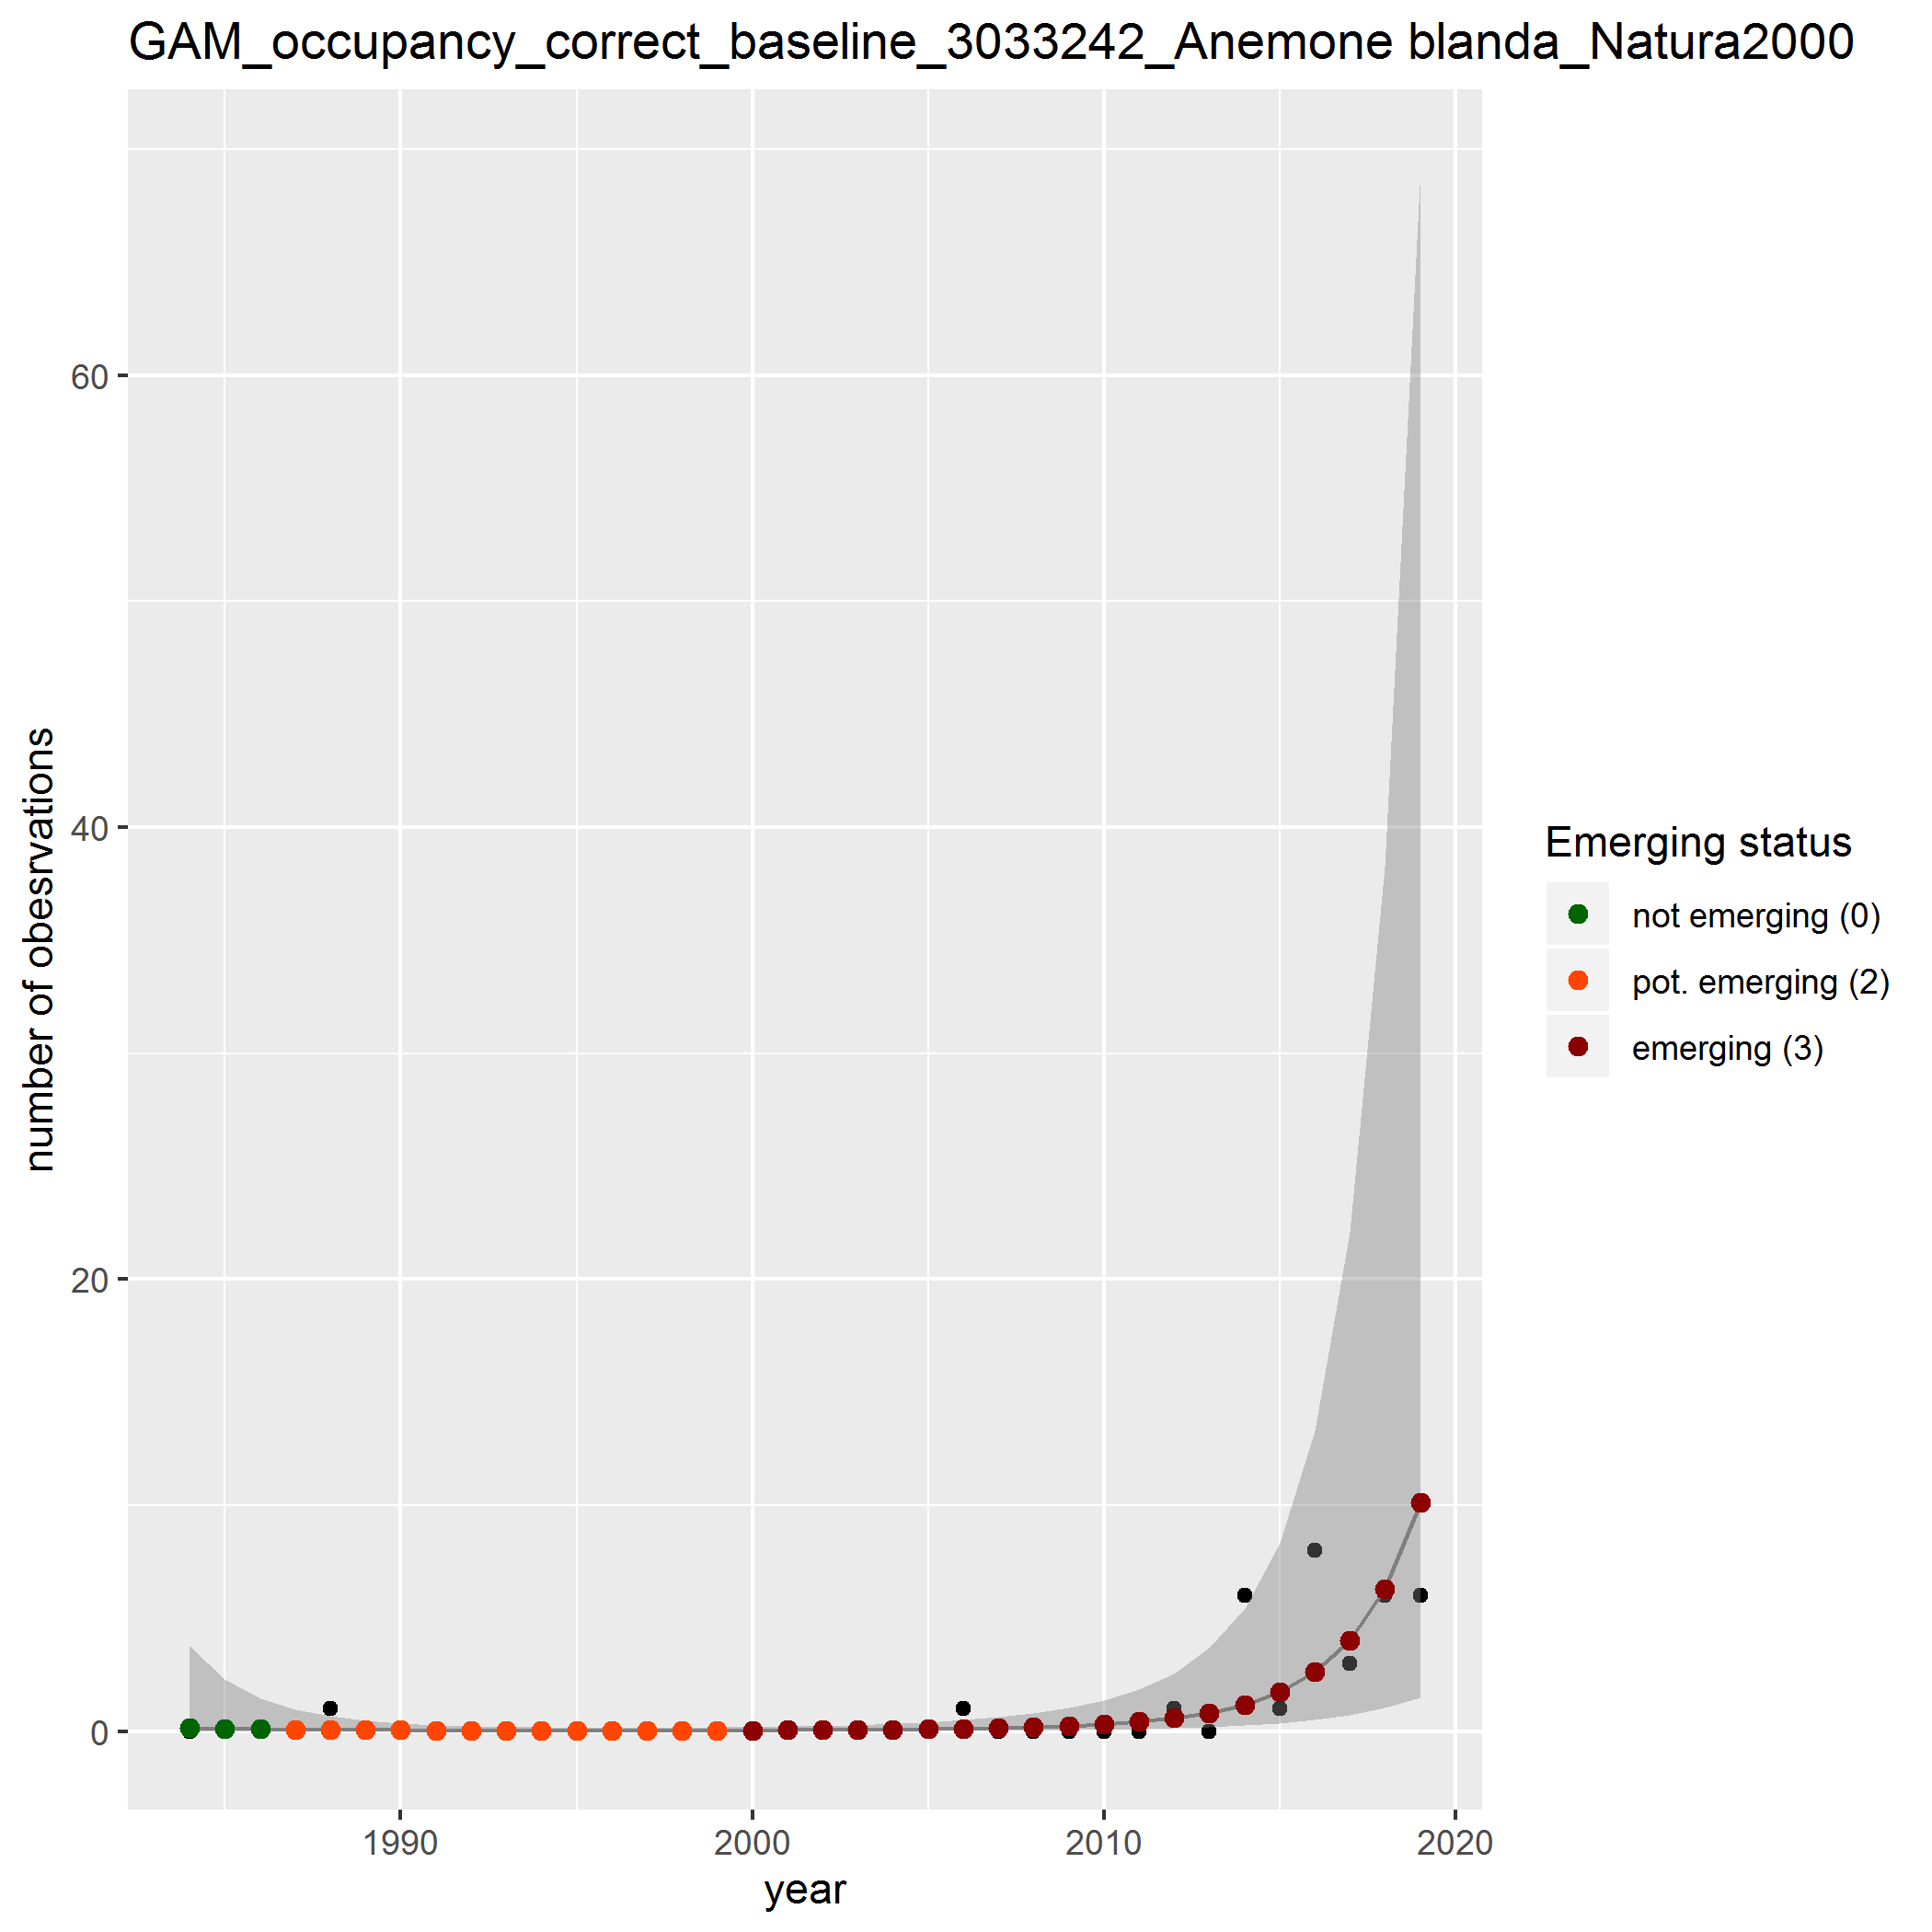 GAM_occupancy_correct_baseline_3033242_Anemone blanda_Natura2000
number of obesrvations
60
40
20
0
1990
2000
2010
2020
year
Emerging status
not emerging (0)
pot. emerging (2)
emerging (3)